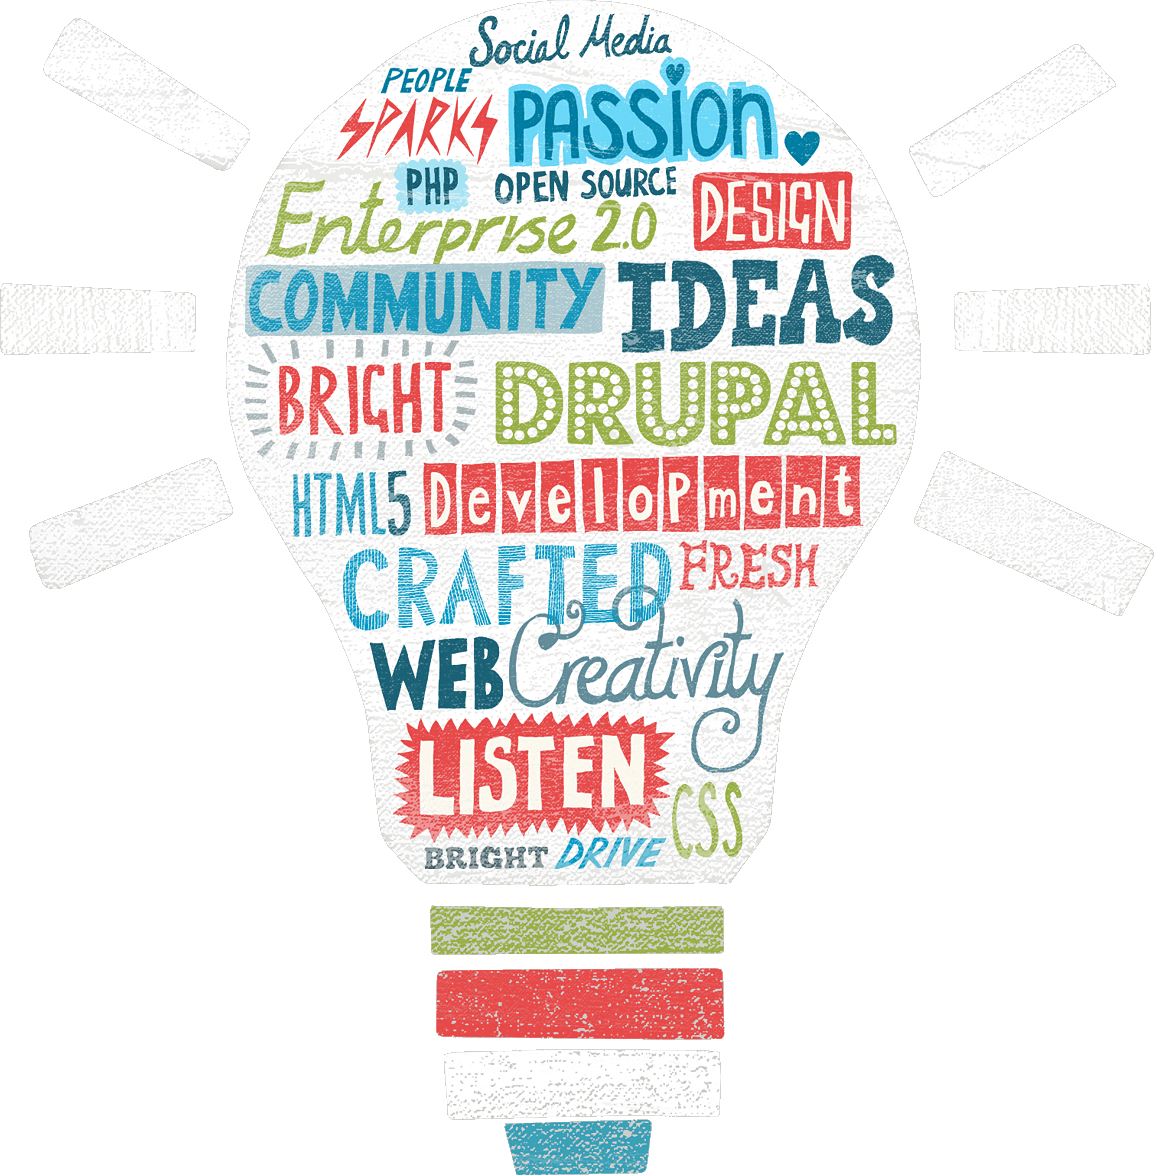 Social Media
PEOPLE
SPARKS PASSION
PHP OPEN SOURCE
Enterprise 2.0 DESIGN
COMMUNITY IDEAS
BRIGHT DRUPAL
HTML5 Development
CRAFTED FRESH
WEB Creativity
LISTEN
CSS
BRIGHT DRIVE